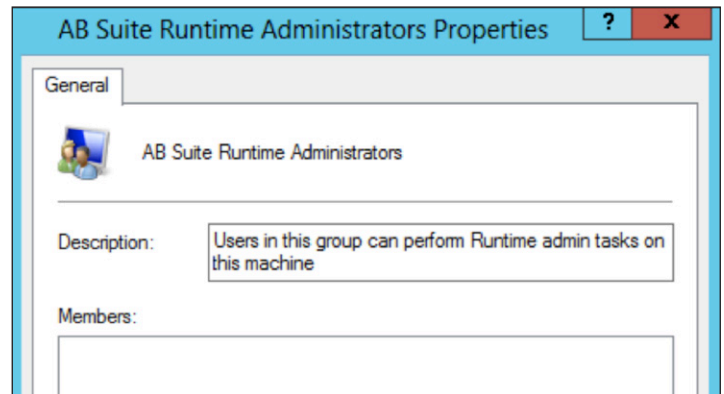 AB Suite Runtime Administrators Properties
? x
General
AB Suite Runtime Administrators
Description:
Users in this group can perform Runtime admin tasks on
this machine
Members: